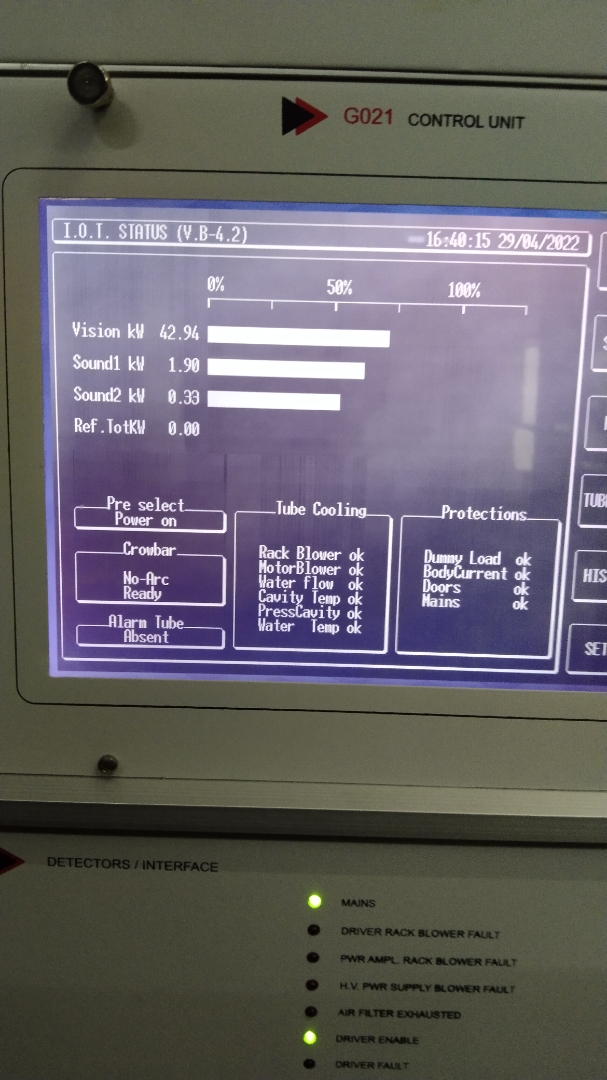 G021 CONTROL UNIT
I.O.T. STATUS (V.B-4.2) 16:40:15 29/04/2022
0% 50% 100%
Vision kW 42.94
Sound1 kW 1.90
Sound2 kW 0.33
Ref.TotKW 0.00
Pre select
Power on
Crowbar
No-Arc
Ready
Alarm Tube
Absent
Tube Cooling
Rack Blower ok
MotorBlower ok
Water flow ok
Cavity Temp ok
PressCavity ok
Water Temp ok
Protections
Dummy Load ok
BodyCurrent ok
Doors ok
Mains ok
TUB
HIS
SET
DETECTORS / INTERFACE
MAINS
DRIVER RACK BLOWER FAULT
PWR AMPL. RACK BLOWER FAULT
H.V. PWR SUPPLY BLOWER FAULT
AIR FILTER EXHAUSTED
DRIVER ENABLE
DRIVER FAULT